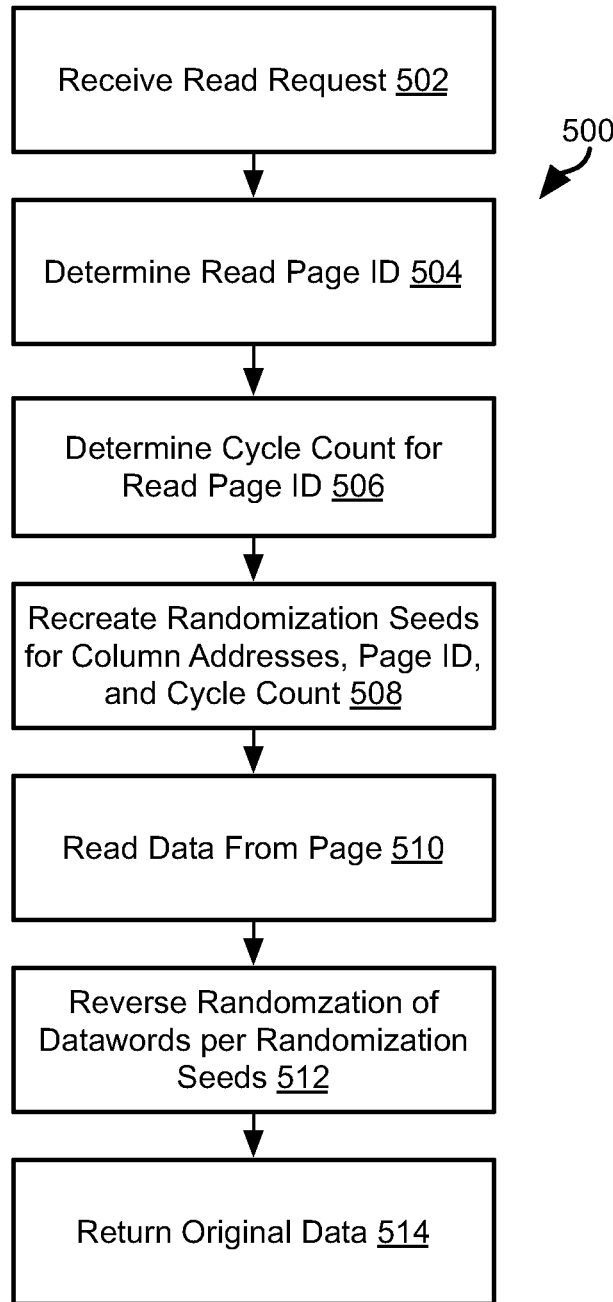 Receive Read Request 502
500
Determine Read Page ID 504
Determine Cycle Count for
Read Page ID 506
Recreate Randomization Seeds
for Column Addresses, Page ID,
and Cycle Count 508
Read Data From Page 510
Reverse Randomzation of
Datawords per Randomization
Seeds 512
Return Original Data 514